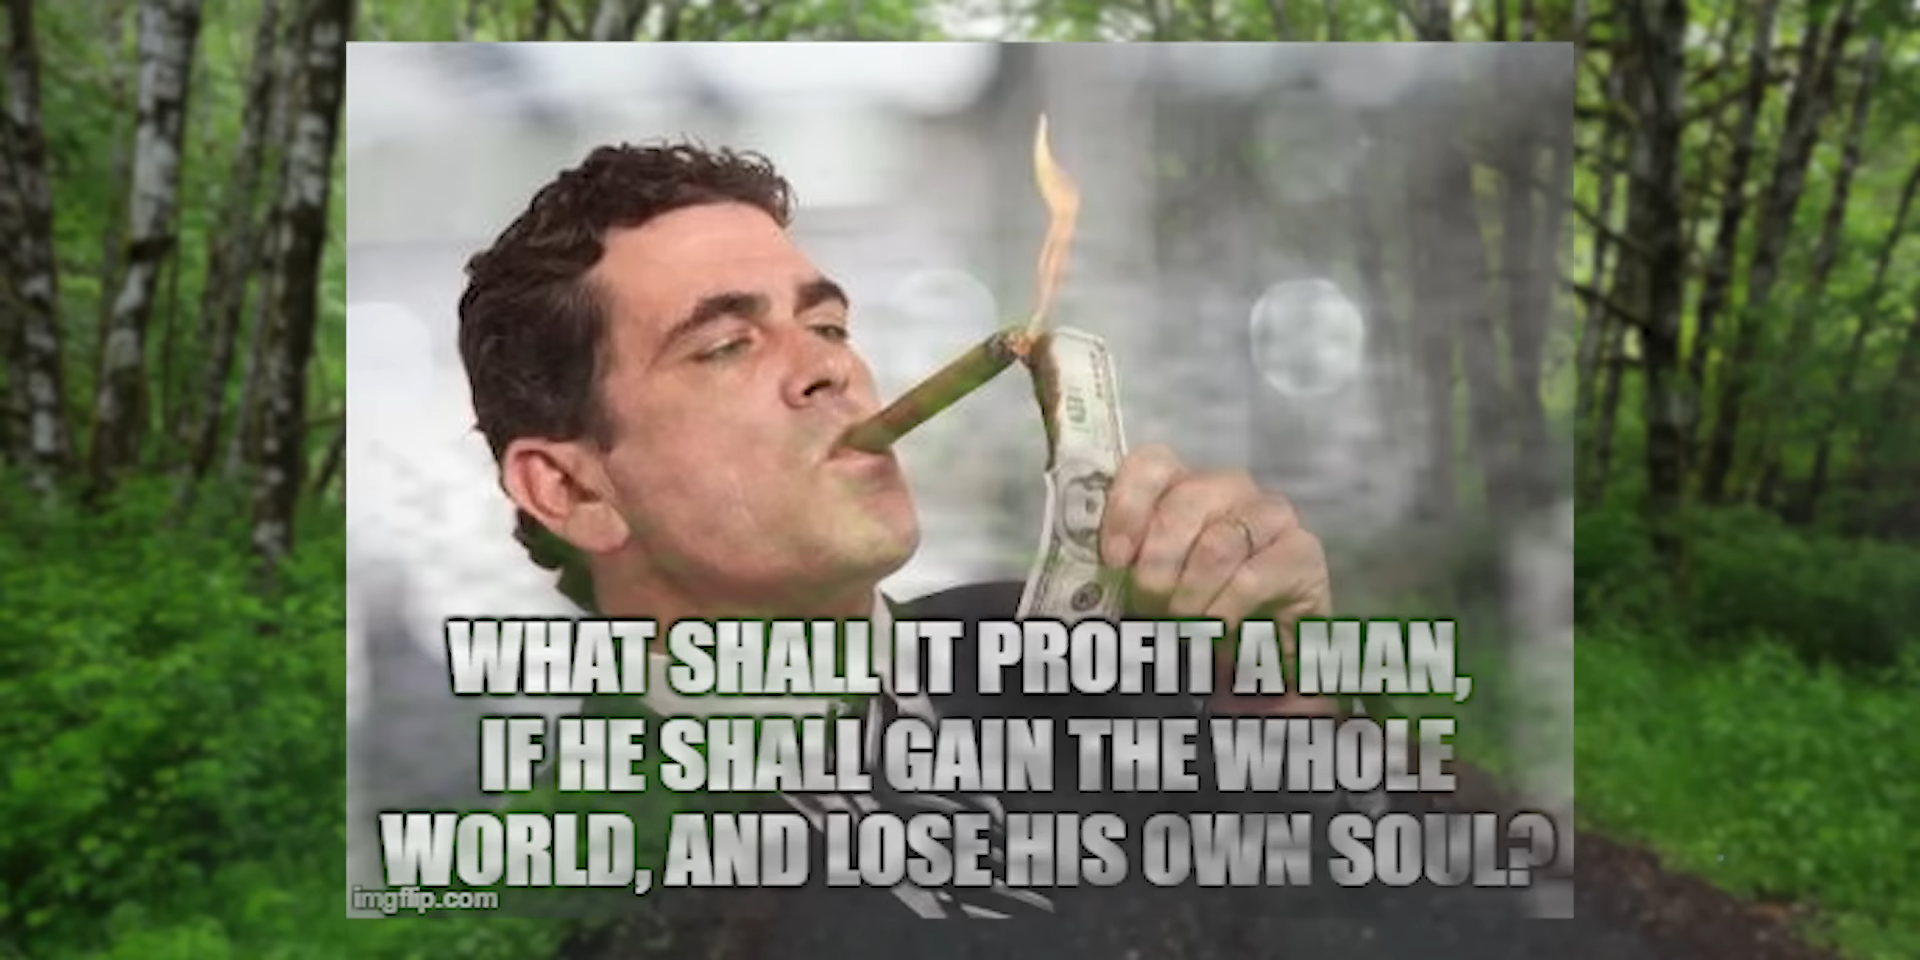 WHAT SHALL IT PROFIT A MAN,
IF HE SHALL GAIN THE WHOLE
WORLD, AND LOSE HIS OWN SOUL?
imgflip.com